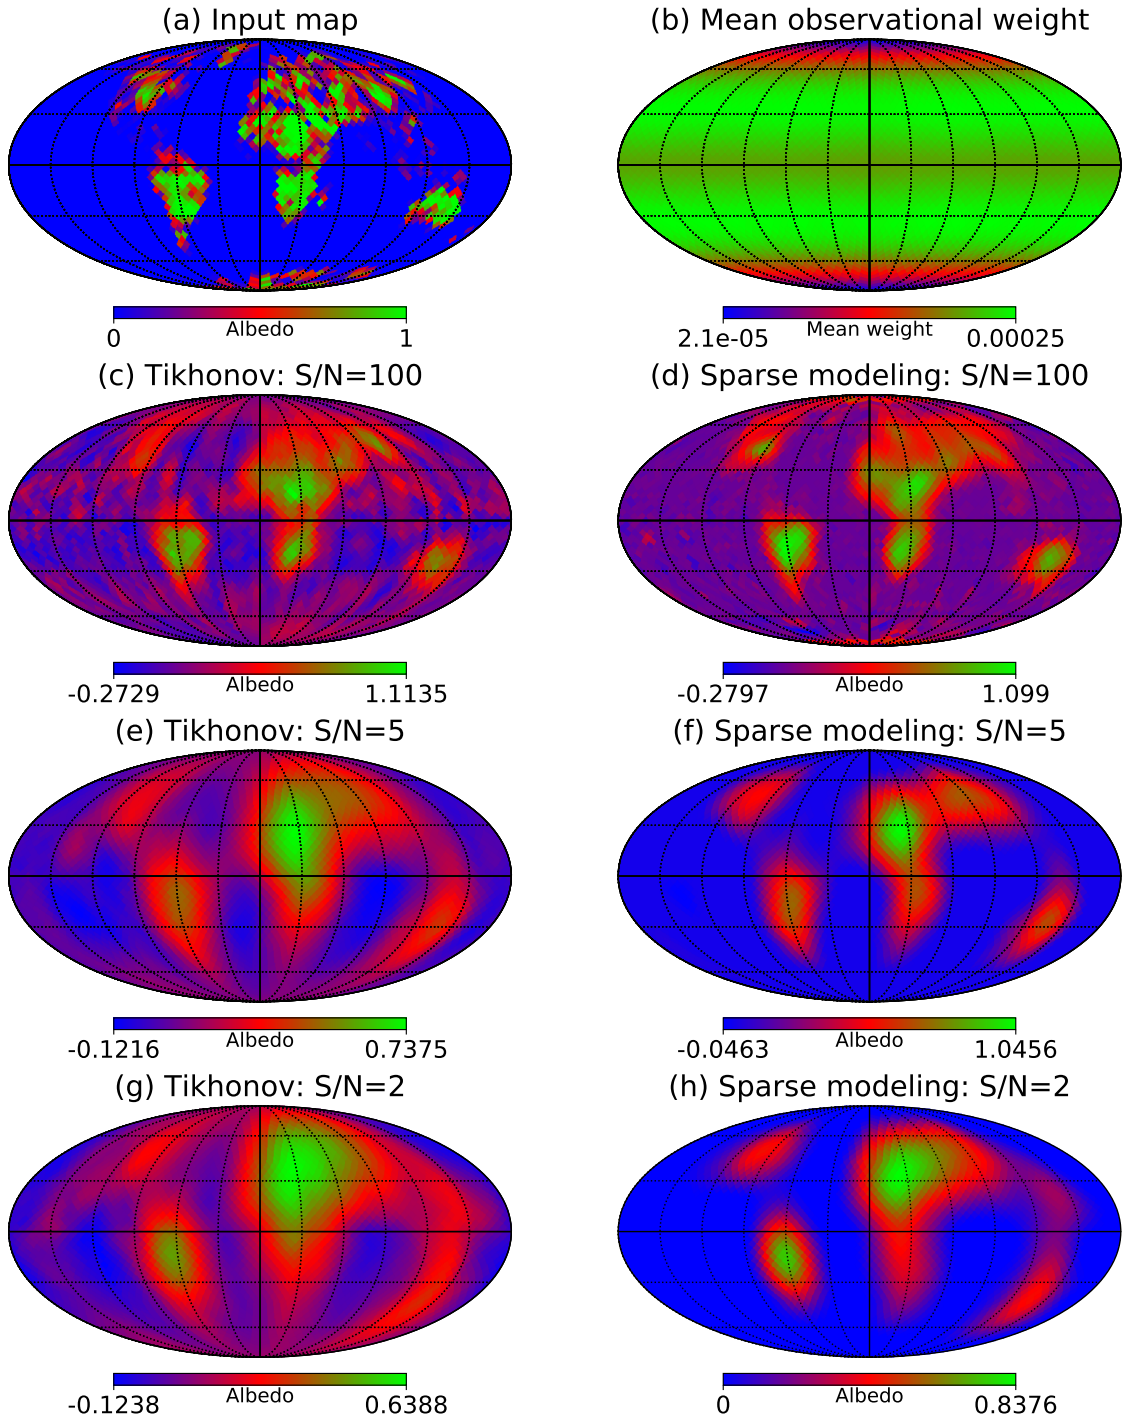 (a) Input map
(b) Mean observational weight
0
Albedo
1
2.1e-05
Mean weight
0.00025
(c) Tikhonov: S/N=100
(d) Sparse modeling: S/N=100
-0.2729
Albedo
1.1135
-0.2797
Albedo
1.099
(e) Tikhonov: S/N=5
(f) Sparse modeling: S/N=5
-0.1216
Albedo
0.7375
-0.0463
Albedo
1.0456
(g) Tikhonov: S/N=2
(h) Sparse modeling: S/N=2
-0.1238
Albedo
0.6388
0
Albedo
0.8376